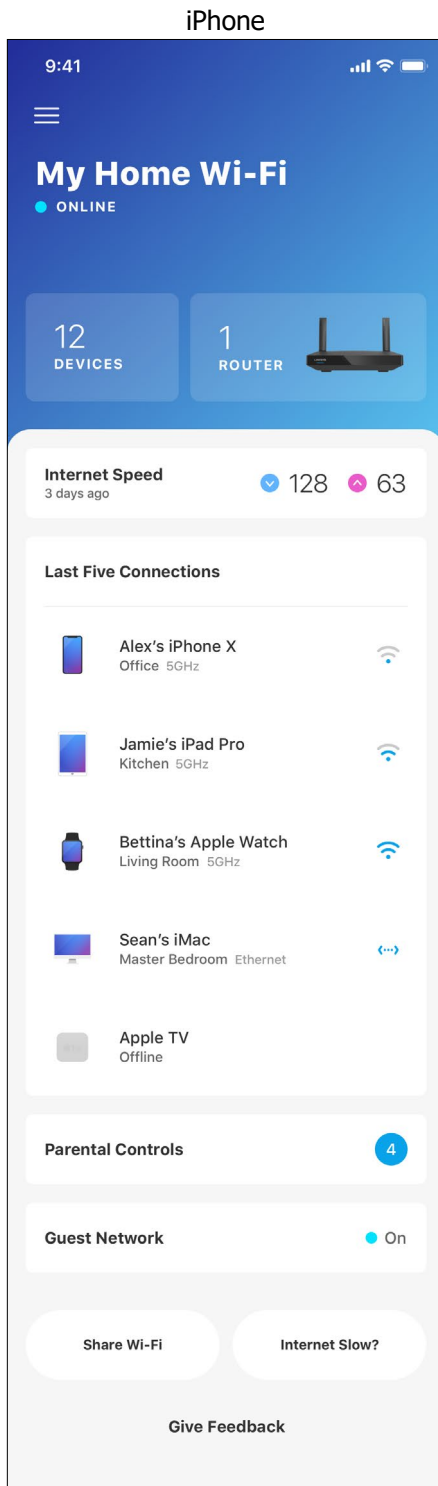 iPhone
9:41
My Home Wi-Fi
ONLINE
12
DEVICES
1
ROUTER
Internet Speed
3 days ago
128
63
Last Five Connections
Alex's iPhone X
Office 5GHz
Jamie's iPad Pro
Kitchen 5GHz
Bettina's Apple Watch
Living Room 5GHz
Sean's iMac
Master Bedroom Ethernet
Apple TV
Offline
Parental Controls
4
Guest Network
On
Share Wi-Fi
Internet Slow?
Give Feedback